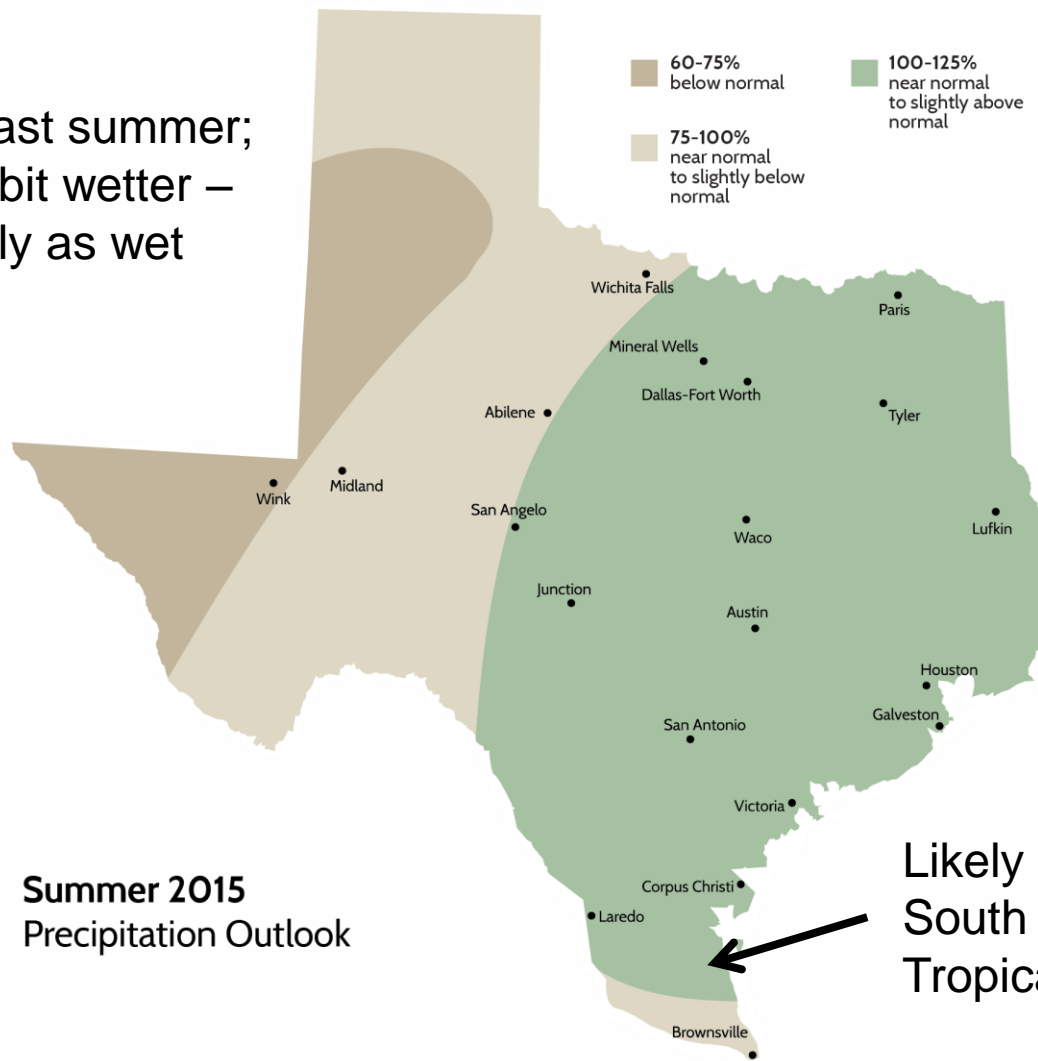 ast summer;
bit wetter –
ly as wet
60-75%
below normal
75-100%
near normal
to slightly below
normal
100-125%
near normal
to slightly above
normal
Wichita Falls
Paris
Mineral Wells
Dallas-Fort Worth
Abilene
Tyler
Wink
Midland
San Angelo
Waco
Lufkin
Junction
Austin
Houston
Galveston
San Antonio
Victoria
Corpus Christi
Laredo
Brownsville
Summer 2015
Precipitation Outlook
Likely
South
Tropica